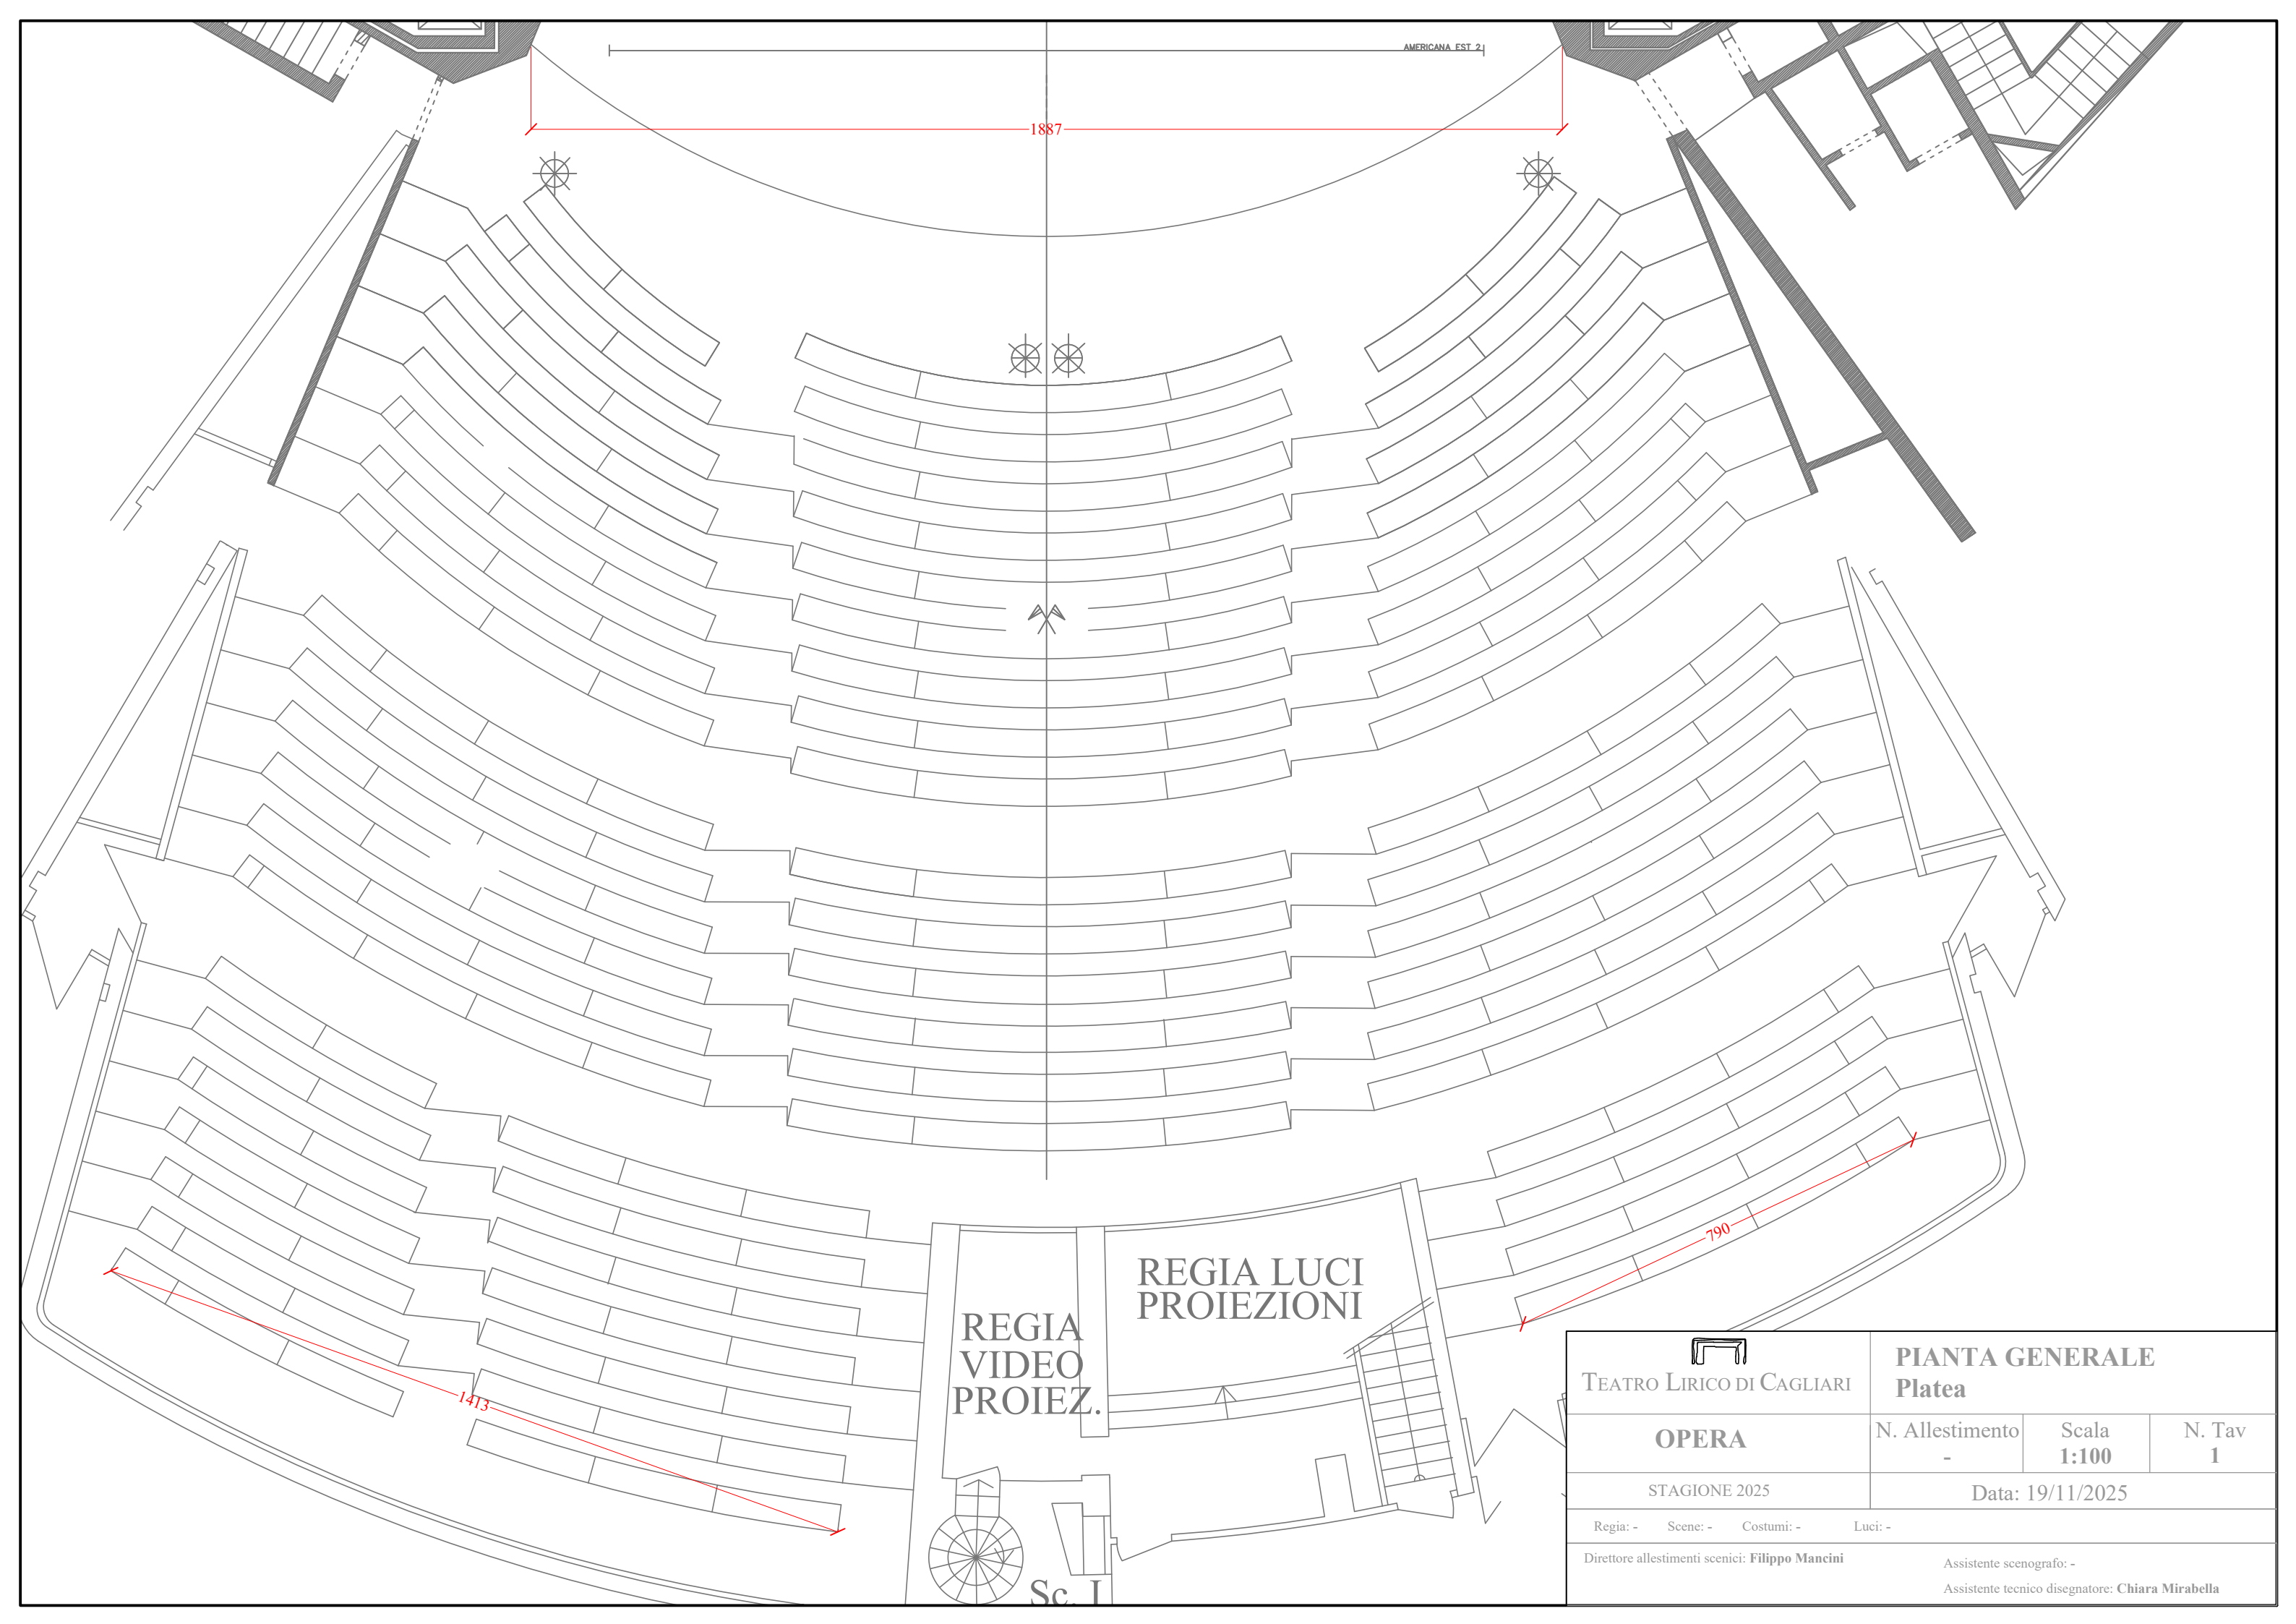 AMERICANA EST 2
1887
790
REGIA LUCI
PROIEZIONI
REGIA
VIDEO
PROIEZ.
1413
Sc. I
TEATRO LIRICO DI CAGLIARI
PIANTA GENERALE
Platea
OPERA
N. Allestimento
-
Scala
1:100
N. Tav
1
STAGIONE 2025
Data: 19/11/2025
Regia: - Scene: - Costumi: - Luci: -
Direttore allestimenti scenici: Filippo Mancini
Assistente scenografo: -
Assistente tecnico disegnatore: Chiara Mirabella